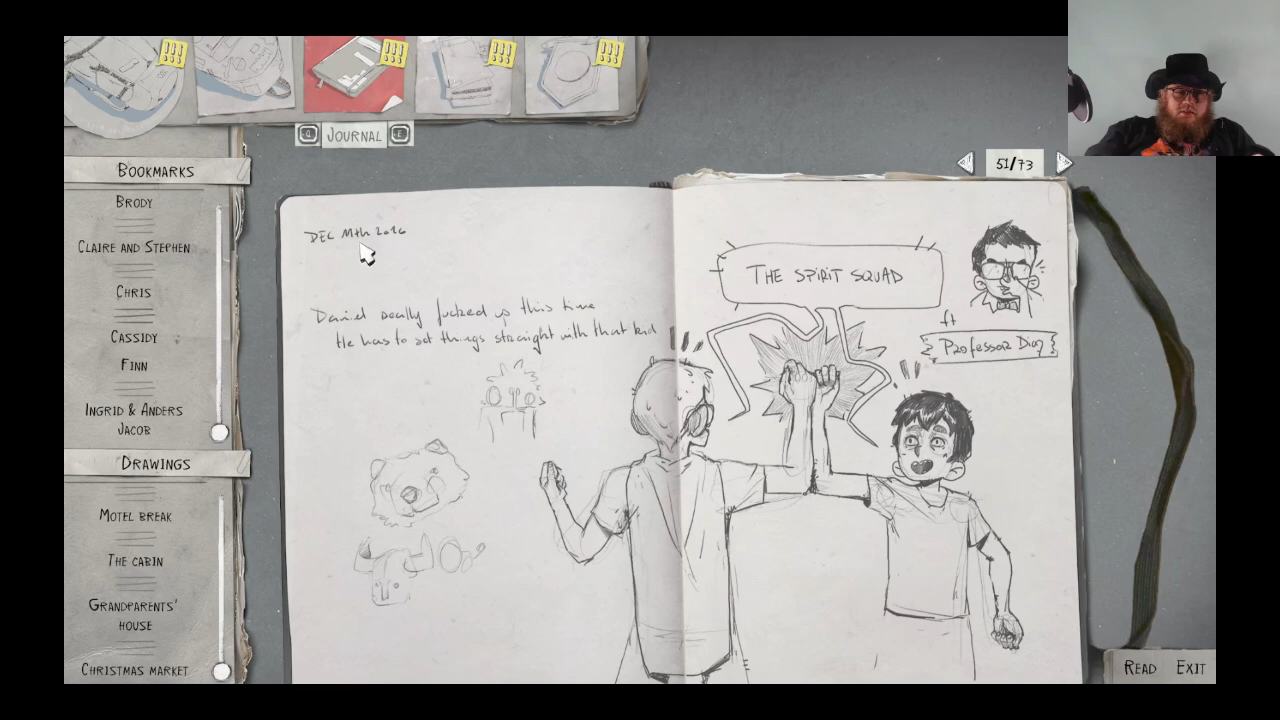 Q JOURNAL E
BOOKMARKS
BRODY
CLAIRE AND STEPHEN
CHRIS
CASSIDY
FINN
INGRID & ANDERS
JACOB
DRAWINGS
MOTEL BREAK
THE CABIN
GRANDPARENTS'
HOUSE
CHRISTMAS MARKET
51/73
DEC 2016
Daniel really fucked up this time
He has to set things straight with that kid
THE SPIRIT SQUAD
ft
Professor Diaz
READ EXIT